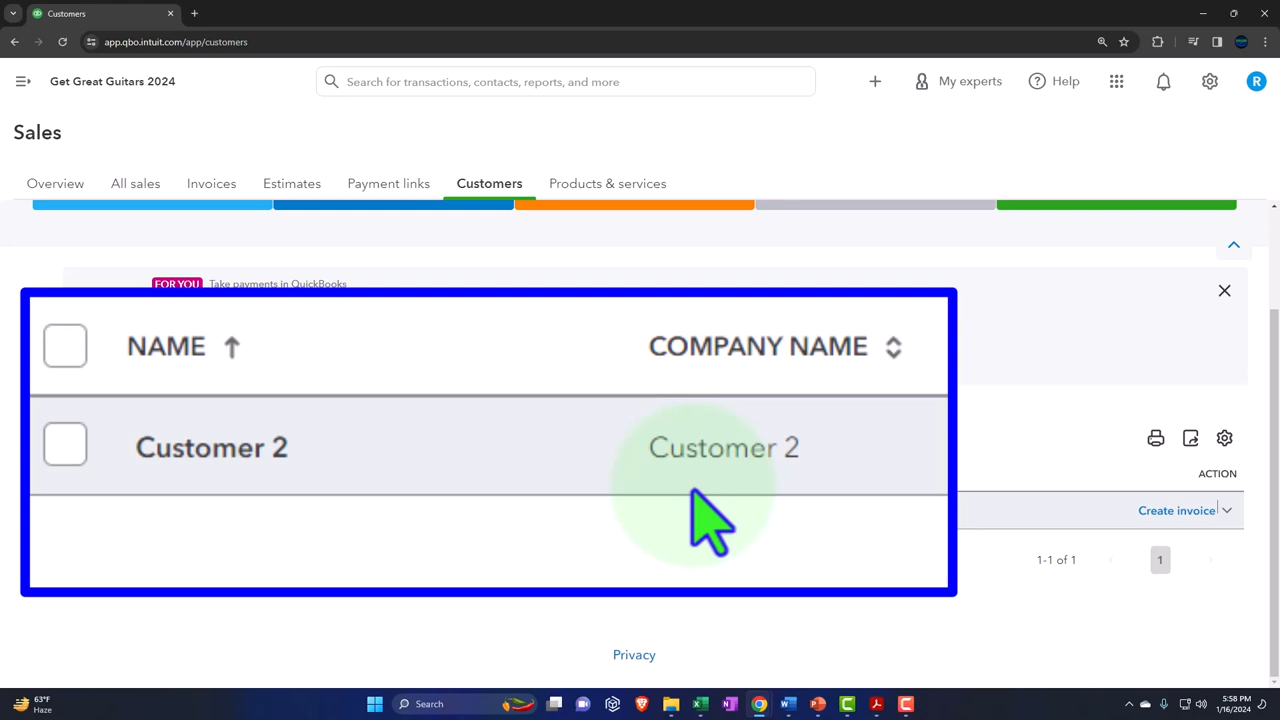 Customers
app.qbo.intuit.com/app/customers
Get Great Guitars 2024
Search for transactions, contacts, reports, and more
My experts
Help
R
Sales
Overview
All sales
Invoices
Estimates
Payment links
Customers
Products & services
FOR YOU Take payments in QuickBooks
NAME
COMPANY NAME
Customer 2
Customer 2
ACTION
Create invoice
1-1 of 1
1
Privacy
63°F
Haze
Search
5:58 PM
1/16/2024